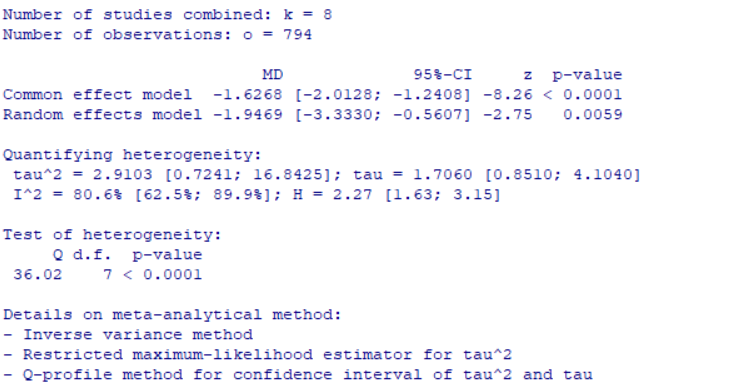 Number of studies combined: k = 8
Number of observations: o = 794
MD 95%-CI z p-value
Common effect model -1.6268 [-2.0128; -1.2408] -8.26 < 0.0001
Random effects model -1.9469 [-3.3330; -0.5607] -2.75 0.0059
Quantifying heterogeneity:
tau^2 = 2.9103 [0.7241; 16.8425]; tau = 1.7060 [0.8510; 4.1040]
I^2 = 80.6% [62.5%; 89.9%]; H = 2.27 [1.63; 3.15]
Test of heterogeneity:
Q d.f. p-value
36.02 7 < 0.0001
Details on meta-analytical method:
- Inverse variance method
- Restricted maximum-likelihood estimator for tau^2
- Q-profile method for confidence interval of tau^2 and tau